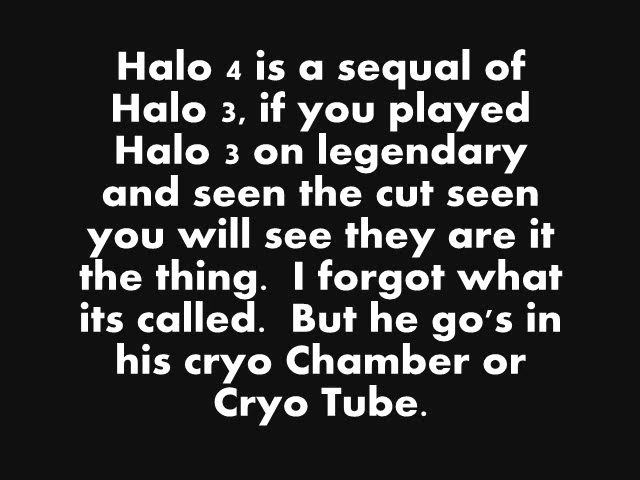 Halo 4 is a sequal of
Halo 3, if you played
Halo 3 on legendary
and seen the cut seen
you will see they are it
the thing.  I forgot what
its called.  But he go's in
his cryo Chamber or
Cryo Tube.